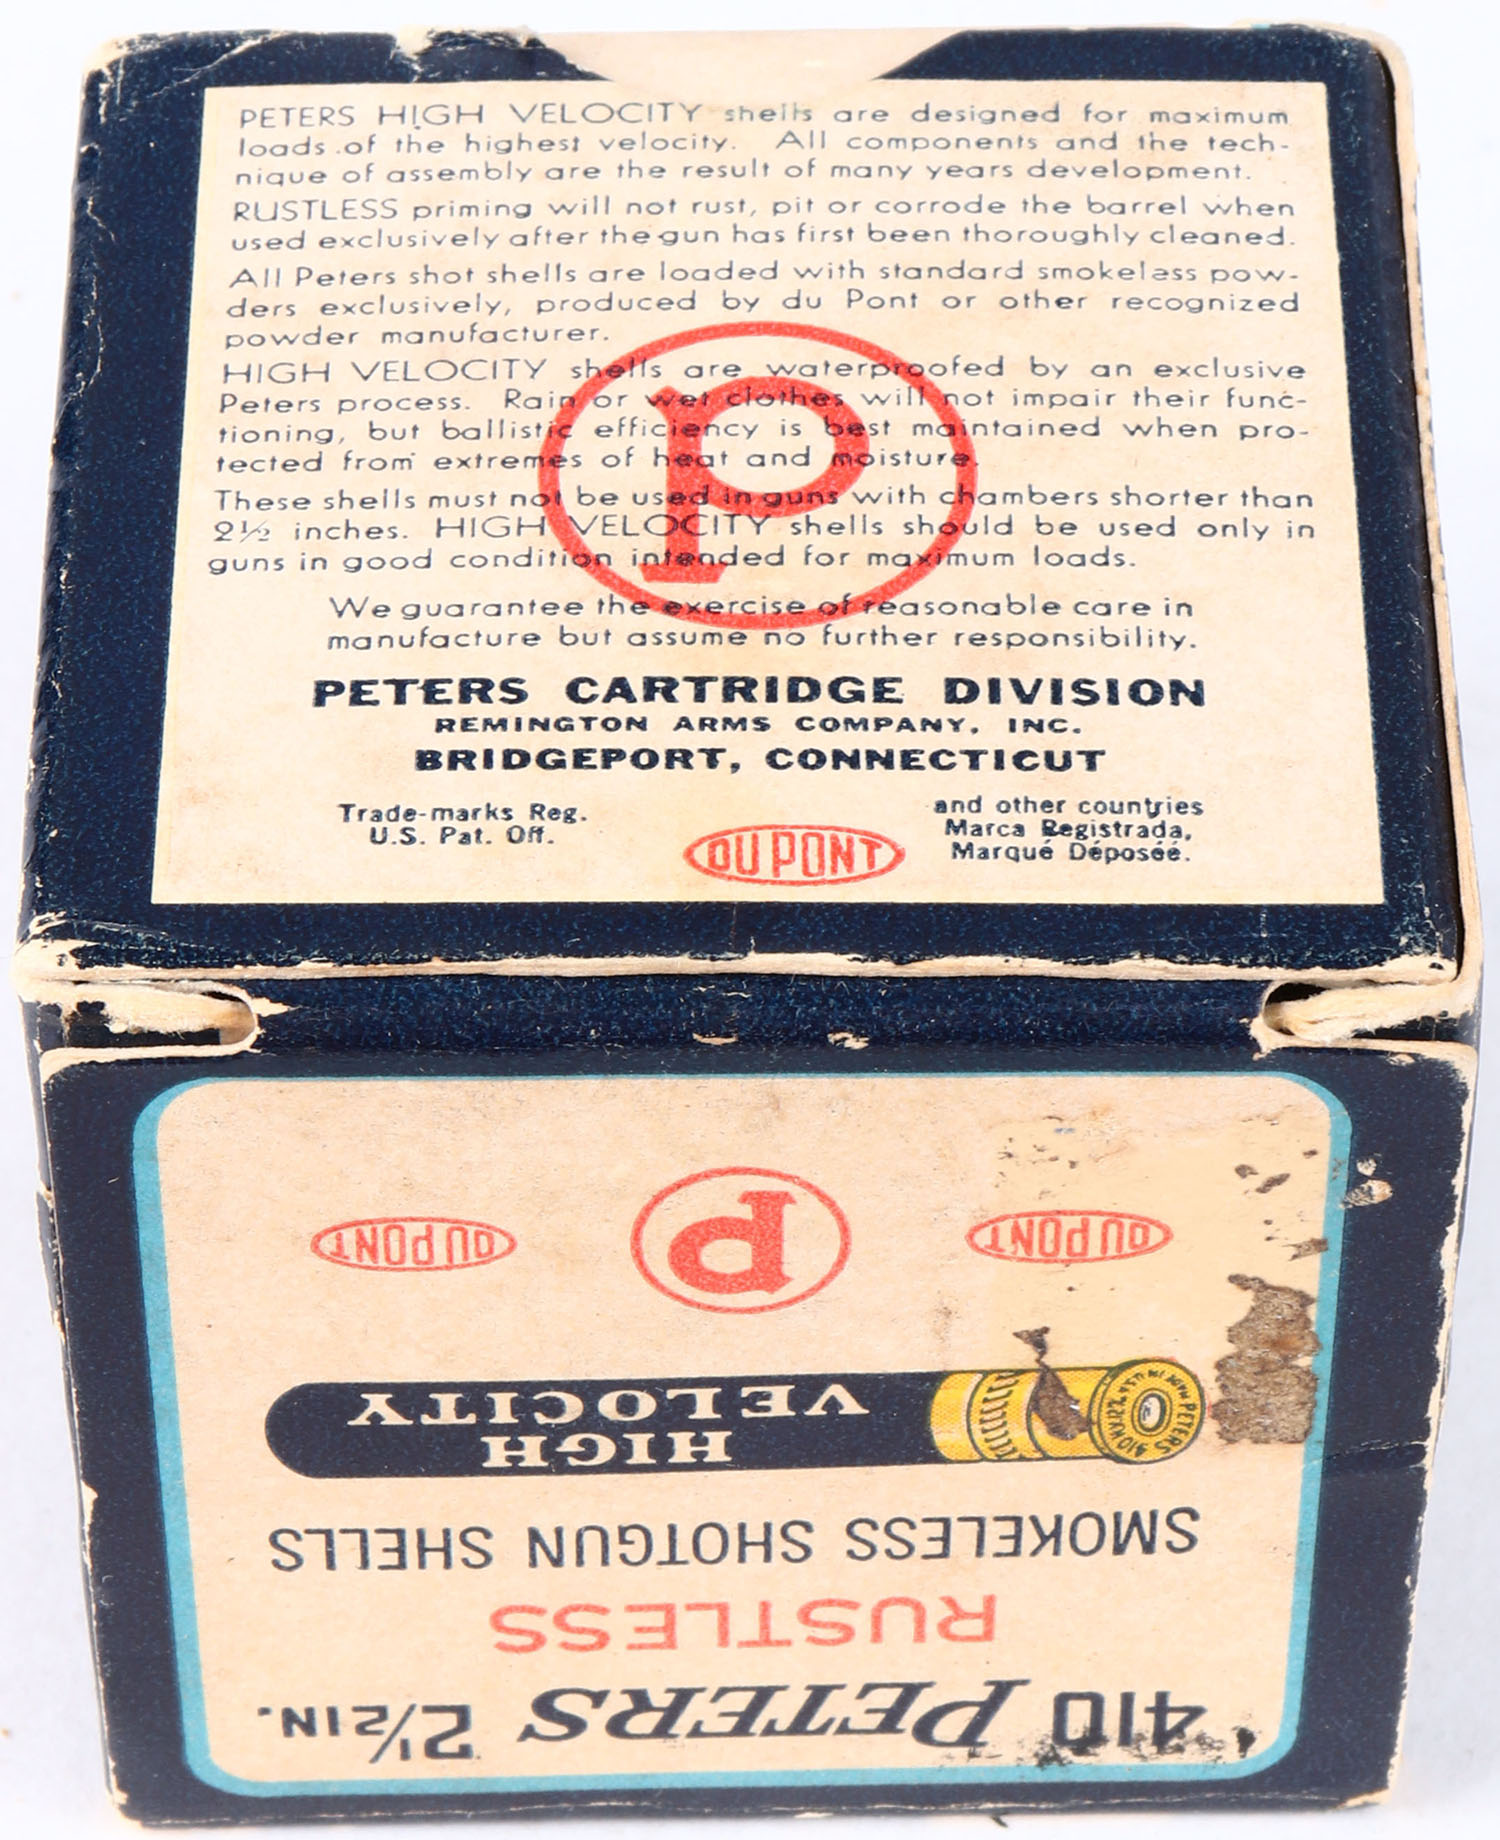 PETERS HIGH VELOCITY shells are designed for maximum
loads of the highest velocity. All components and the tech-
nique of assembly are the result of many years development.
RUSTLESS priming will not rust, pit or corrode the barrel when
used exclusively after the gun has first been thoroughly cleaned.
All Peters shot shells are loaded with standard smokeless pow-
ders exclusively, produced by du Pont or other recognized
powder manufacturer.
HIGH VELOCITY shells are waterproofed by an exclusive
Peters process. Rain or wet clothes will not impair their func-
tioning, but ballistic efficiency is best maintained when pro-
tected from extremes of heat and moisture.
These shells must not be used in guns with chambers shorter than
2½ inches. HIGH VELOCITY shells should be used only in
guns in good condition intended for maximum loads.
We guarantee the exercise of reasonable care in
manufacture but assume no further responsibility.
P
PETERS CARTRIDGE DIVISION
REMINGTON ARMS COMPANY, INC.
BRIDGEPORT, CONNECTICUT
Trade-marks Reg.
U.S. Pat. Off.
DU PONT
and other countries
Marca Registrada,
Marqué Déposéé.
410 PETERS 2½ IN.
RUSTLESS
SMOKELESS SHOTGUN SHELLS
HIGH
VELOCITY
PETERS 410 HV 2½ MADE IN U.S.A.
DU PONT P DU PONT